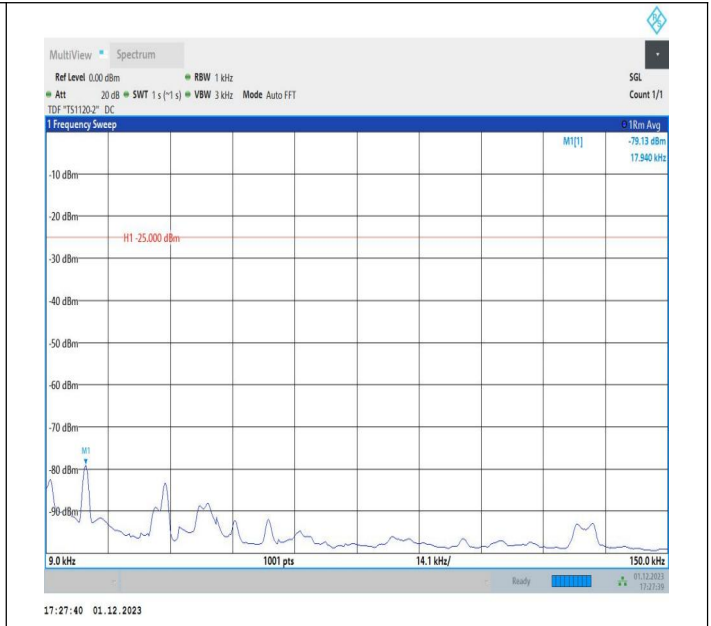 R S
MultiView Spectrum
Ref Level 0.00 dBm RBW 1 kHz SGL
Att 20 dB SWT 1 s (~1 s) VBW 3 kHz Mode Auto FFT Count 1/1
TDF "TS1120-2" DC
1 Frequency Sweep 1Rm Avg
M1[1] -79.13 dBm
17.940 kHz
-10 dBm
-20 dBm
H1 -25.000 dBm
-30 dBm
-40 dBm
-50 dBm
-60 dBm
-70 dBm
M1
-80 dBm
-90 dBm
9.0 kHz 1001 pts 14.1 kHz/ 150.0 kHz
Ready 01.12.2023
17:27:39
17:27:40 01.12.2023